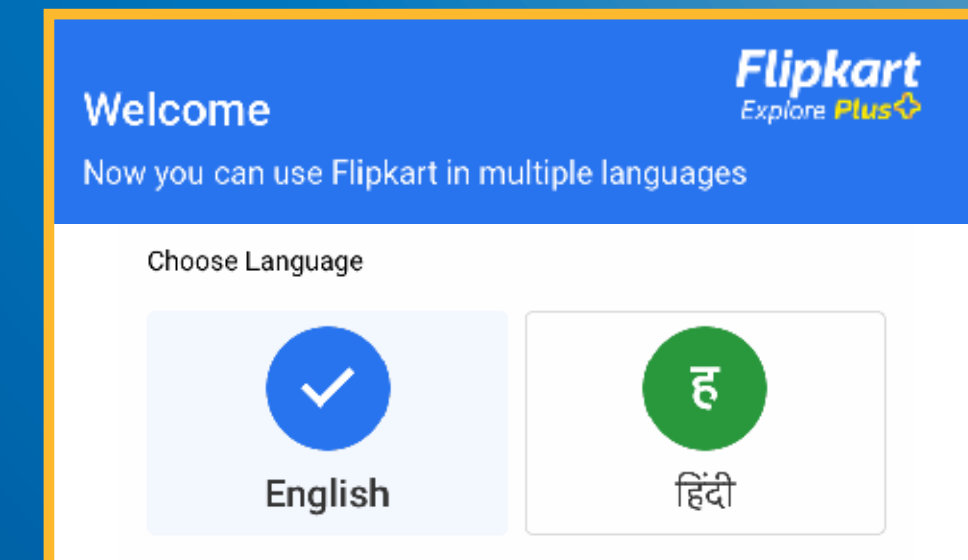 Flipkart
Explore Plus
Welcome
Now you can use Flipkart in multiple languages
Choose Language
ह
English
हिंदी